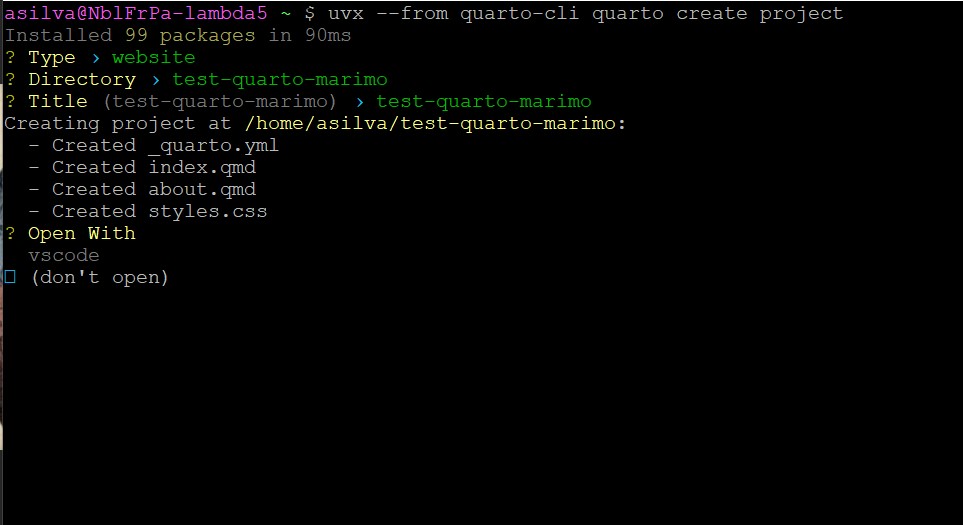 asilva@NblFrPa-lambda5 ~ $ uvx --from quarto-cli quarto create project
Installed 99 packages in 90ms
? Type › website
? Directory › test-quarto-marimo
? Title (test-quarto-marimo) › test-quarto-marimo
Creating project at /home/asilva/test-quarto-marimo:
  - Created _quarto.yml
  - Created index.qmd
  - Created about.qmd
  - Created styles.css
? Open With
  vscode
  (don't open)